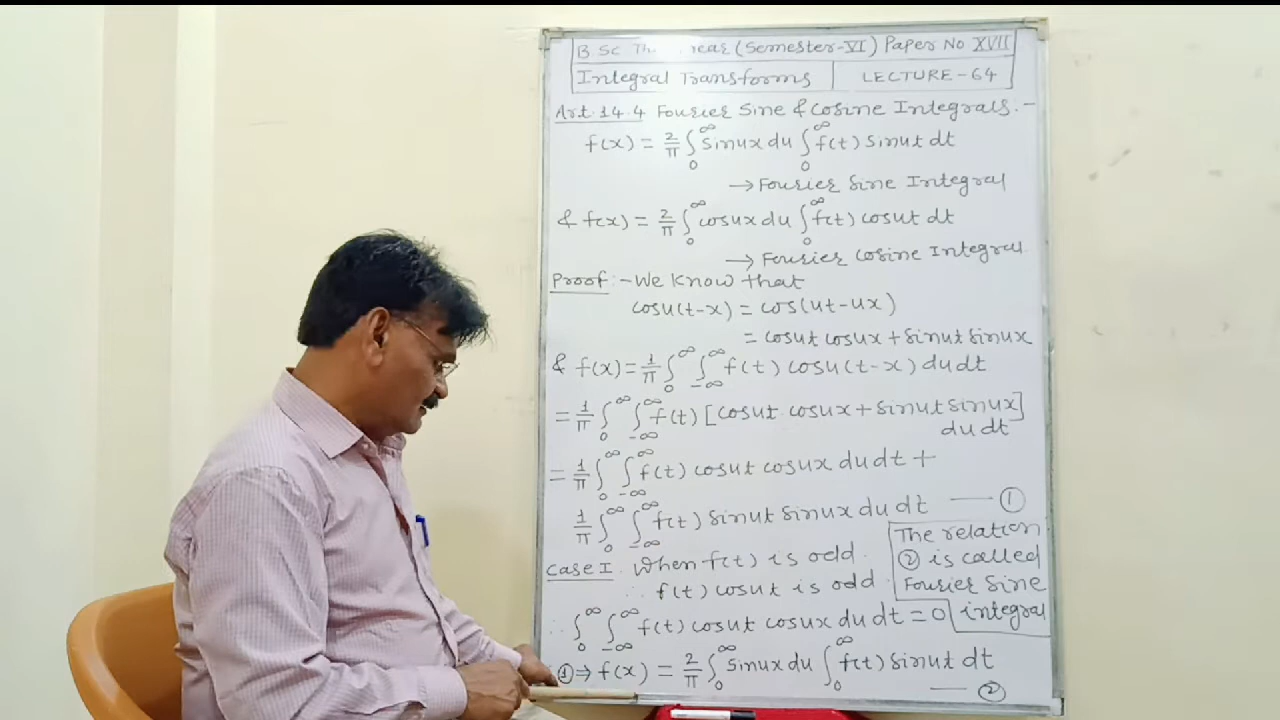 B.Sc (Semester-VI) Paper No XVII
Integral Transforms LECTURE-64
Art. 14.4 Fourier Sine & Cosine Integrals:-
f(x) = 2/π ∫₀^∞ sinux du ∫₀^∞ f(t) sinut dt
→ Fourier Sine Integral
& f(x) = 2/π ∫₀^∞ cosux du ∫₀^∞ f(t) cosut dt
→ Fourier Cosine Integral
Proof:- We know that
cosu(t-x) = cos(ut-ux)
= cosut cosux + sinut sinux
& f(x) = 1/π ∫₀^∞ ∫₋∞^∞ f(t) cosu(t-x) du dt
= 1/π ∫₀^∞ ∫₋∞^∞ f(t) [cosut cosux + sinut sinux]
du dt
= 1/π ∫₀^∞ ∫₋∞^∞ f(t) cosut cosux du dt +
1/π ∫₀^∞ ∫₋∞^∞ f(t) sinut sinux du dt — ①
Case I. When f(t) is odd.
∴ f(t) cosut is odd
∴ ∫₀^∞ ∫₋∞^∞ f(t) cosut cosux du dt = 0
① ⇒ f(x) = 2/π ∫₀^∞ sinux du ∫₀^∞ f(t) sinut dt
— ②
The relation
② is called
Fourier Sine
integral